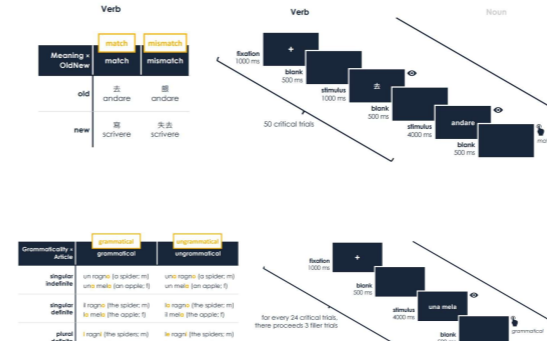 Verb
match mismatch
Meaning × OldNew match mismatch
old 去 andare
andare
new 寫 scrivere 失去 scrivere
Verb
Noun
+
fixation
1000 ms
blank
500 ms
去
stimulus
1000 ms
blank
500 ms
andare
stimulus
4000 ms
blank
500 ms
50 critical trials
grammatical ungrammatical
Grammaticality × Article grammatical ungrammatical
singular indefinite
un ragno (a spider; m) una ragno (a spider; m)
una mela (an apple; f) un mela (an apple; f)
singular definite
il ragno (the spider; m) la ragno (the spider; m)
la mela (the apple; f) il mela (the apple; f)
plural definite
i ragni (the spiders; m) le ragni (the spiders; m)
+
fixation
1000 ms
blank
500 ms
una mela
stimulus
4000 ms
grammatical
blank
for every 24 critical trials,
there proceeds 3 filler trials